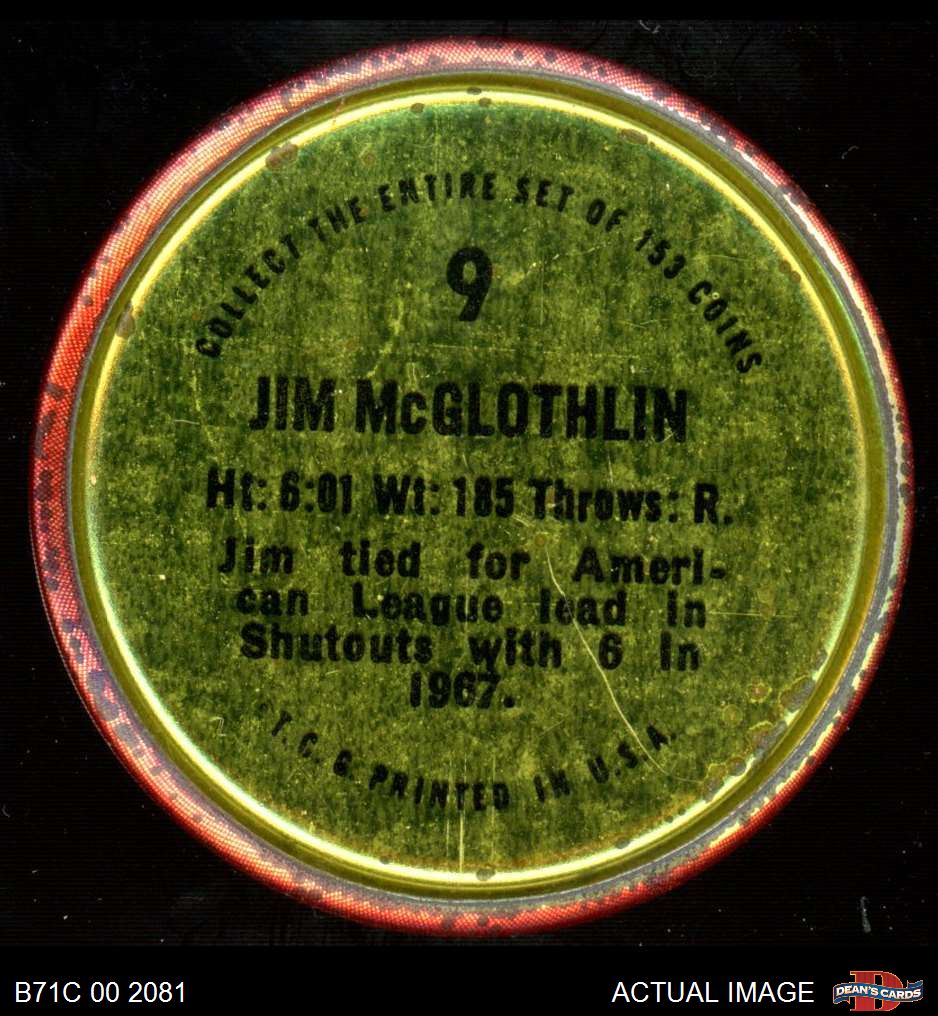 COLLECT THE ENTIRE SET OF 153 COINS
9
JIM McGLOTHLIN
Ht: 6:01 Wt: 185 Throws: R.
Jim tied for Ameri-
can League lead in
Shutouts with 6 in
1967.
T. C. G. PRINTED IN U.S.A.
B71C 00 2081
ACTUAL IMAGE
DEAN'S CARDS